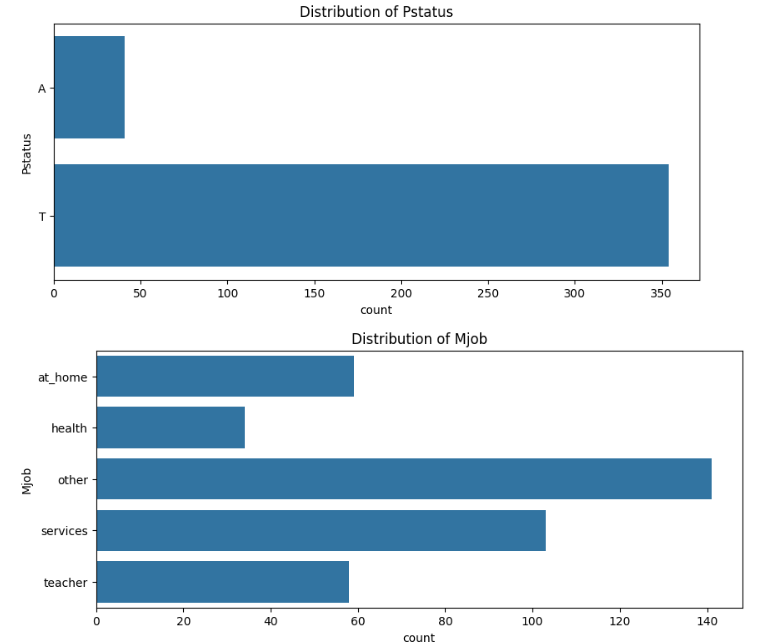 Distribution of Pstatus
A
Pstatus
T
0 50 100 150 200 250 300 350
count
Distribution of Mjob
at_home
health
Mjob
other
services
teacher
0 20 40 60 80 100 120 140
count